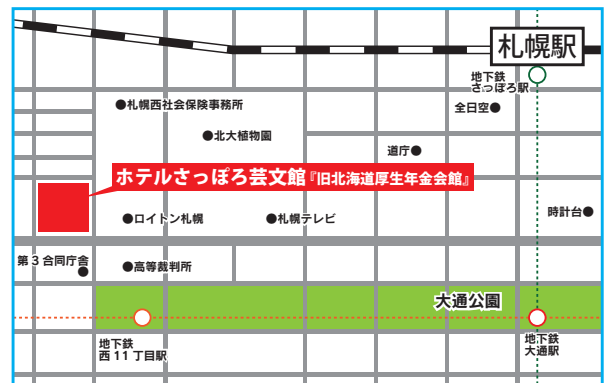 札幌駅
地下鉄
さっぽろ駅
●札幌西社会保険事務所
全日空●
●北大植物園
道庁●
ホテルさっぽろ芸文館『旧北海道厚生年金会館』
●ロイトン札幌
●札幌テレビ
時計台●
第3合同庁舎
●高等裁判所
大通公園
地下鉄
西11丁目駅
地下鉄
大通駅